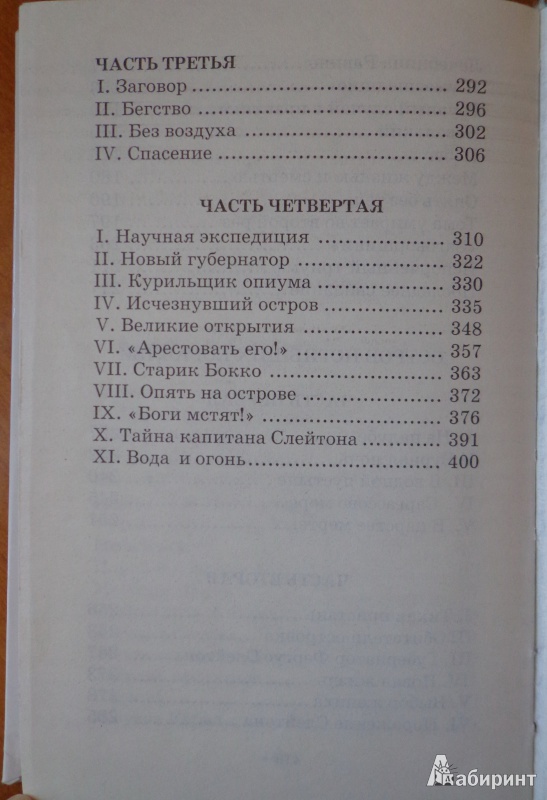 ЧАСТЬ ТРЕТЬЯ
I. Заговор ........................................ 292
II. Бегство ....................................... 296
III. Без воздуха ................................ 302
IV. Спасение ................................... 306
ЧАСТЬ ЧЕТВЕРТАЯ
I. Научная экспедиция .................... 310
II. Новый губернатор ...................... 322
III. Курильщик опиума ................... 330
IV. Исчезнувший остров ................. 335
V. Великие открытия ..................... 348
VI. «Арестовать его!» ...................... 357
VII. Старик Бокко ........................... 363
VIII. Опять на острове .................... 372
IX. «Боги мстят!» ............................ 376
X. Тайна капитана Слейтона ........... 391
XI. Вода и огонь .............................. 400
ЧАСТЬ ВТОРАЯ
Лабиринт